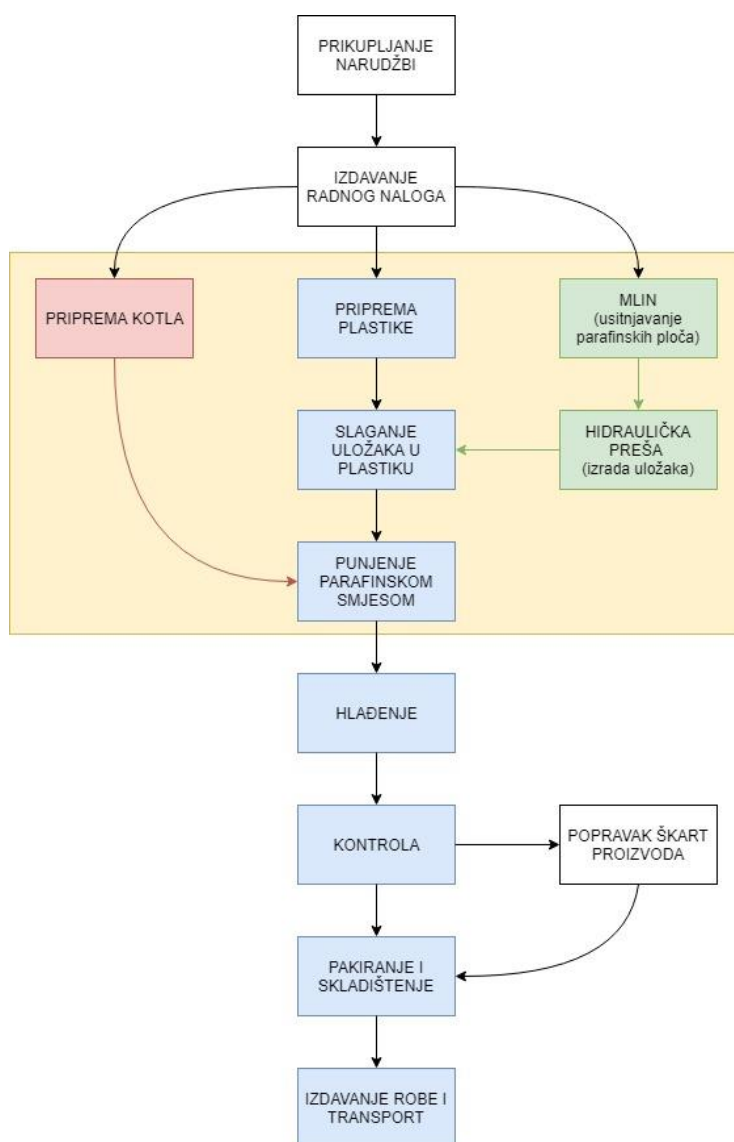 PRIKUPLJANJE
NARUDŽBI
IZDAVANJE
RADNOG NALOGA
PRIPREMA KOTLA
PRIPREMA
PLASTIKE
MLIN
(usitnjavanje
parafinskih ploča)
SLAGANJE
ULOŽAKA U
PLASTIKU
HIDRAULIČKA
PREŠA
(izrada uložaka)
PUNJENJE
PARAFINSKOM
SMJESOM
HLAĐENJE
KONTROLA
POPRAVAK ŠKART
PROIZVODA
PAKIRANJE I
SKLADIŠTENJE
IZDAVANJE ROBE I
TRANSPORT